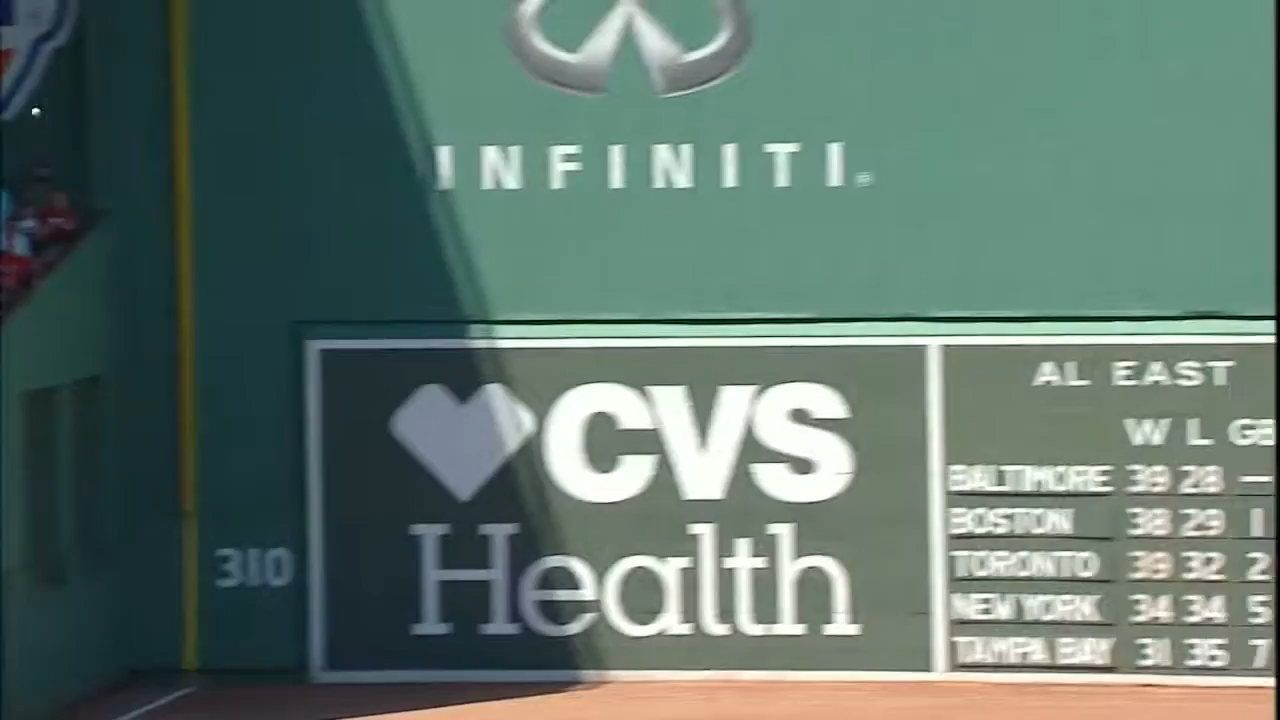 INFINITI
CVS
Health
310
AL EAST
W L GB
BALTIMORE 39 28 —
BOSTON 38 29 1
TORONTO 39 32 2
NEW YORK 34 34 5
TAMPA BAY 31 35 7